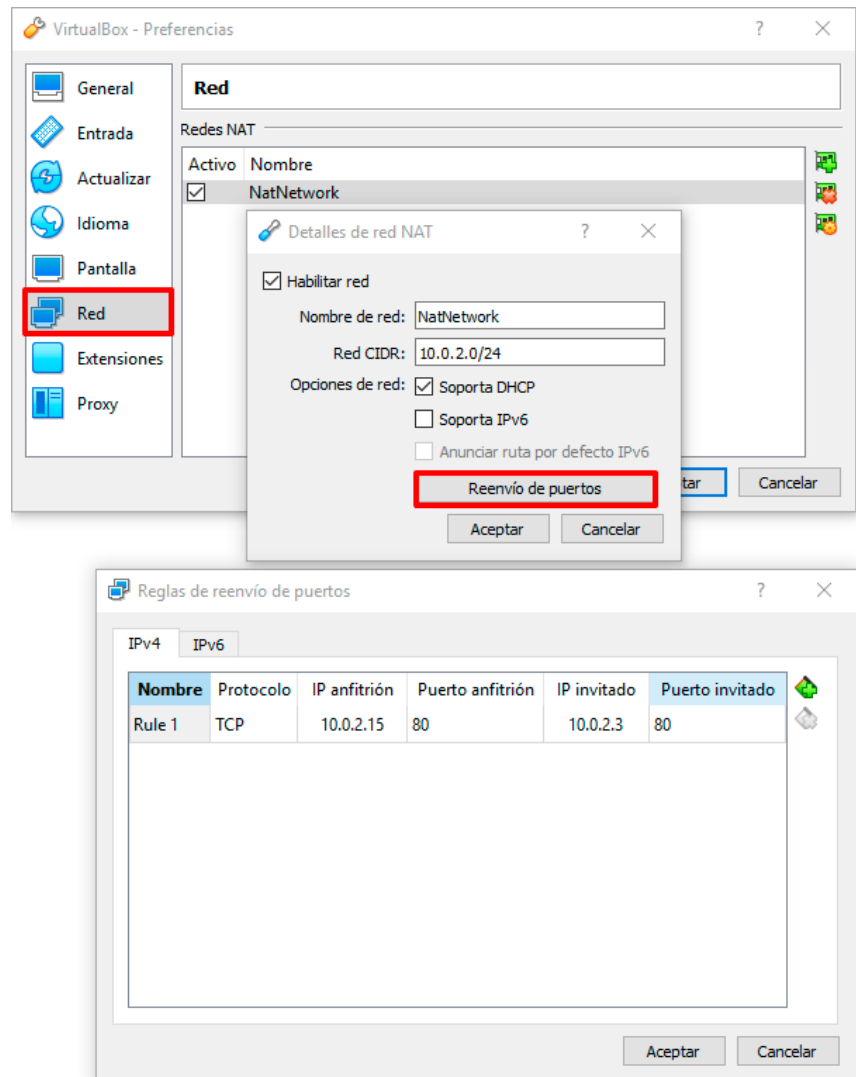 VirtualBox - Preferencias
General
Entrada
Actualizar
Idioma
Pantalla
Red
Extensiones
Proxy
Red
Redes NAT
Activo Nombre
NatNetwork
Detalles de red NAT
Habilitar red
Nombre de red: NatNetwork
Red CIDR: 10.0.2.0/24
Opciones de red: Soporta DHCP
Soporta IPv6
Anunciar ruta por defecto IPv6
Reenvío de puertos
Aceptar Cancelar
tar Cancelar
Reglas de reenvío de puertos
IPv4 IPv6
Nombre Protocolo IP anfitrión Puerto anfitrión IP invitado Puerto invitado
Rule 1 TCP 10.0.2.15 80 10.0.2.3 80
Aceptar Cancelar